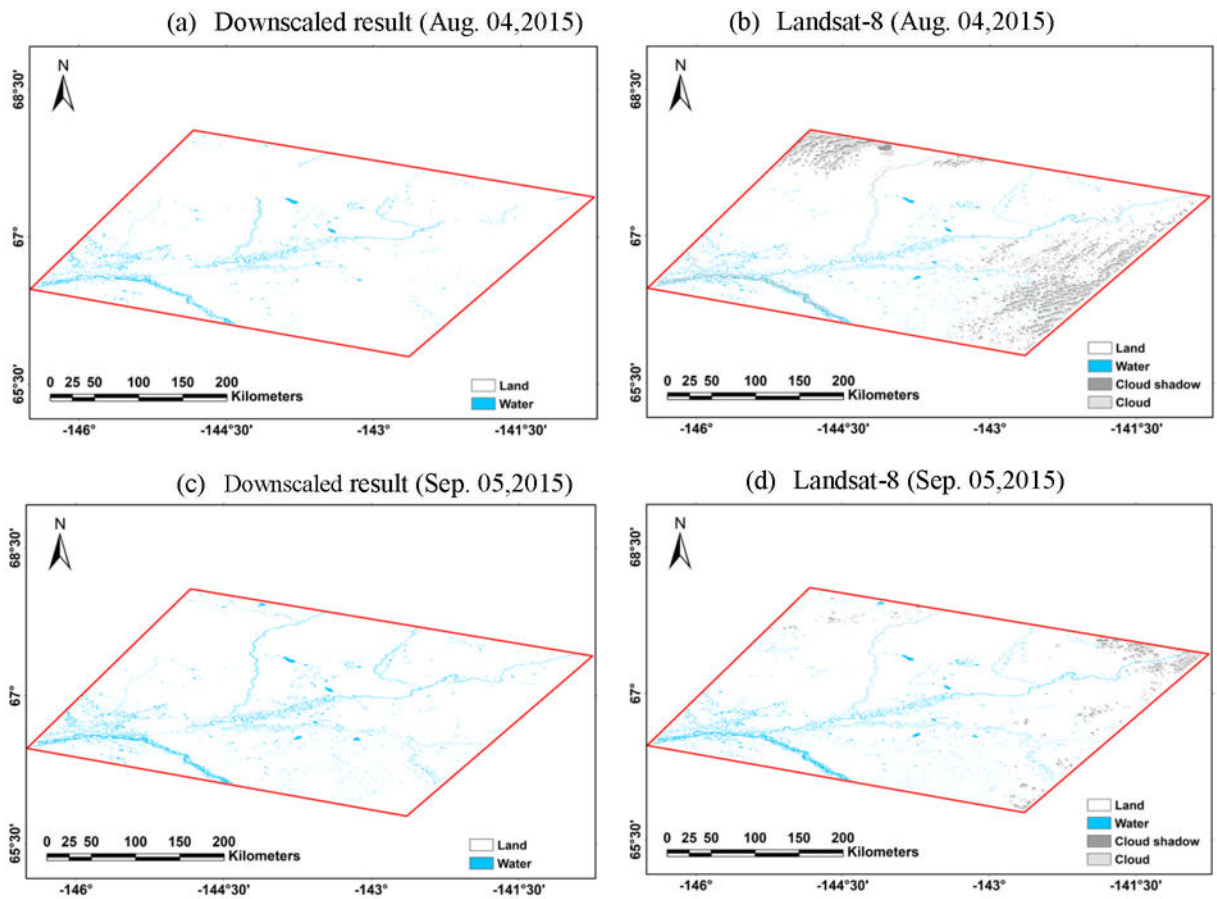 (a) Downscaled result (Aug. 04,2015)
(b) Landsat-8 (Aug. 04,2015)
N
68°30'
67°
65°30'
0 25 50 100 150 200
Kilometers
Land
Water
-146° -144°30' -143° -141°30'
N
68°30'
67°
65°30'
0 25 50 100 150 200
Kilometers
Land
Water
Cloud shadow
Cloud
-146° -144°30' -143° -141°30'
(c) Downscaled result (Sep. 05,2015)
(d) Landsat-8 (Sep. 05,2015)
N
68°30'
67°
65°30'
0 25 50 100 150 200
Kilometers
Land
Water
-146° -144°30' -143° -141°30'
N
68°30'
67°
65°30'
0 25 50 100 150 200
Kilometers
Land
Water
Cloud shadow
Cloud
-146° -144°30' -143° -141°30'